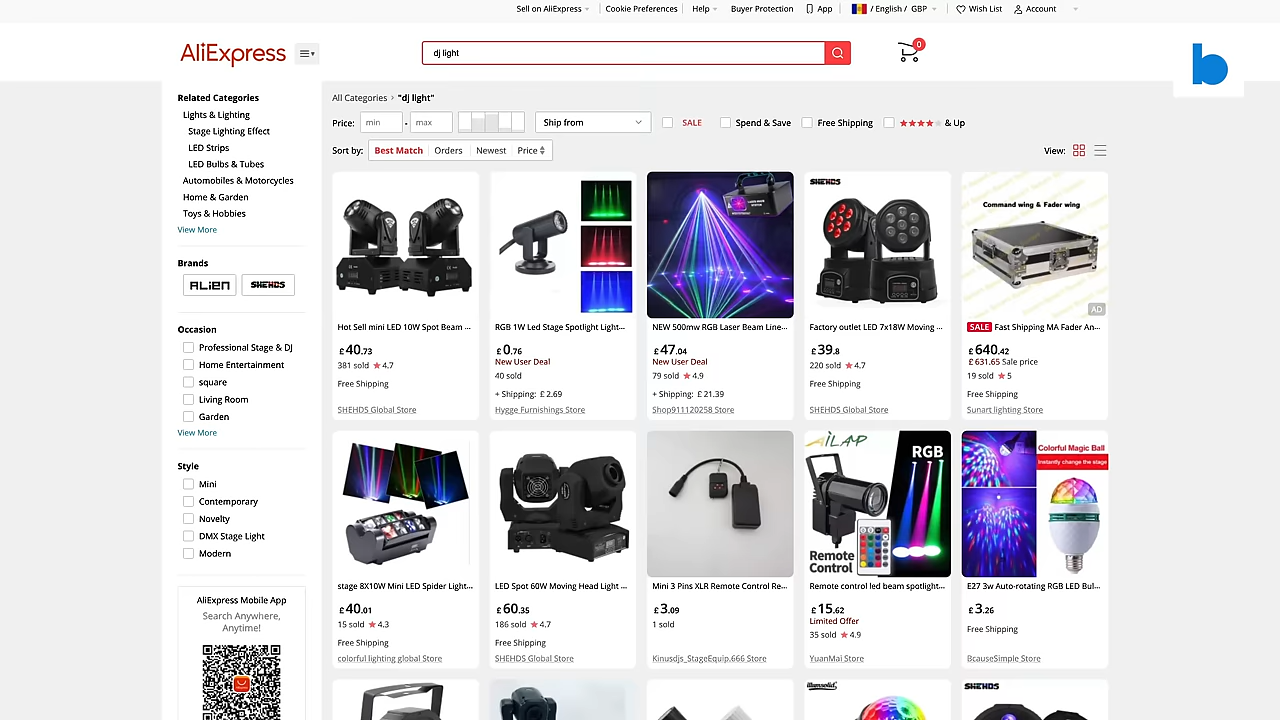 Sell on AliExpress
Cookie Preferences
Help
Buyer Protection
App
/ English / GBP
Wish List
Account
AliExpress
dj light
0
b
Related Categories
Lights & Lighting
Stage Lighting Effect
LED Strips
LED Bulbs & Tubes
Automobiles & Motorcycles
Home & Garden
Toys & Hobbies
View More
Brands
ALIEN
SHEHDS
Occasion
Professional Stage & DJ
Home Entertainment
square
Living Room
Garden
View More
Style
Mini
Contemporary
Novelty
DMX Stage Light
Modern
AliExpress Mobile App
Search Anywhere,
Anytime!
All Categories > "dj light"
Price: min - max
Ship from
SALE
Spend & Save
Free Shipping
& Up
Sort by: Best Match Orders Newest Price
View:
Hot Sell mini LED 10W Spot Beam ...
£ 40.73
381 sold 4.7
Free Shipping
SHEHDS Global Store
RGB 1W Led Stage Spotlight Light...
£ 0.76
New User Deal
40 sold
+ Shipping: £ 2.69
Hygge Furnishings Store
NEW 500mw RGB Laser Beam Line...
£ 47.04
New User Deal
79 sold 4.9
+ Shipping: £ 21.39
Shop911120258 Store
SHEHDS
Factory outlet LED 7x18W Moving ...
£ 39.8
220 sold 4.7
Free Shipping
SHEHDS Global Store
Command wing & Fader wing
AD
SALE Fast Shipping MA Fader An...
£ 640.42
£ 631.65 Sale price
19 sold 5
Free Shipping
Sunart lighting Store
stage 8X10W Mini LED Spider Light...
£ 40.01
15 sold 4.3
Free Shipping
colorful lighting global Store
LED Spot 60W Moving Head Light ...
£ 60.35
186 sold 4.7
Free Shipping
SHEHDS Global Store
Mini 3 Pins XLR Remote Control Re...
£ 3.09
1 sold
Kinusdjs_StageEquip.666 Store
AiLAP
RGB
Remote
Control
Remote control led beam spotlight...
£ 15.62
Limited Offer
35 sold 4.9
YuanMai Store
Colorful Magic Ball
Instantly change the stage
E27 3w Auto-rotating RGB LED Bul...
£ 3.26
Free Shipping
BcauseSimple Store
illumsolid
SHEHDS